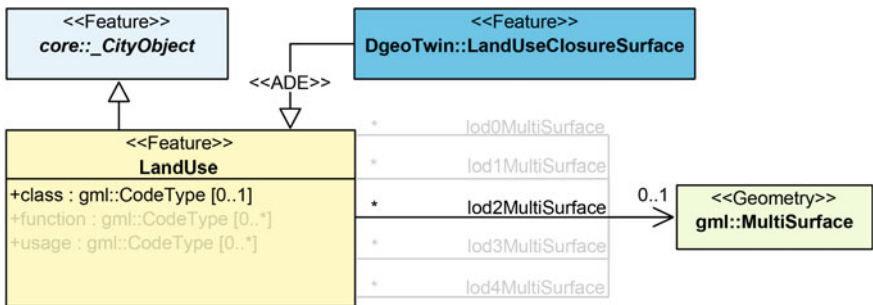 <<Feature>>
core::_CityObject
<<Feature>>
DgeoTwin::LandUseClosureSurface
<<ADE>>
<<Feature>>
LandUse
+class : gml::CodeType [0..1]
+function : gml::CodeType [0..*]
+usage : gml::CodeType [0..*]
* lod0MultiSurface
* lod1MultiSurface
* lod2MultiSurface 0..1
* lod3MultiSurface
* lod4MultiSurface
<<Geometry>>
gml::MultiSurface